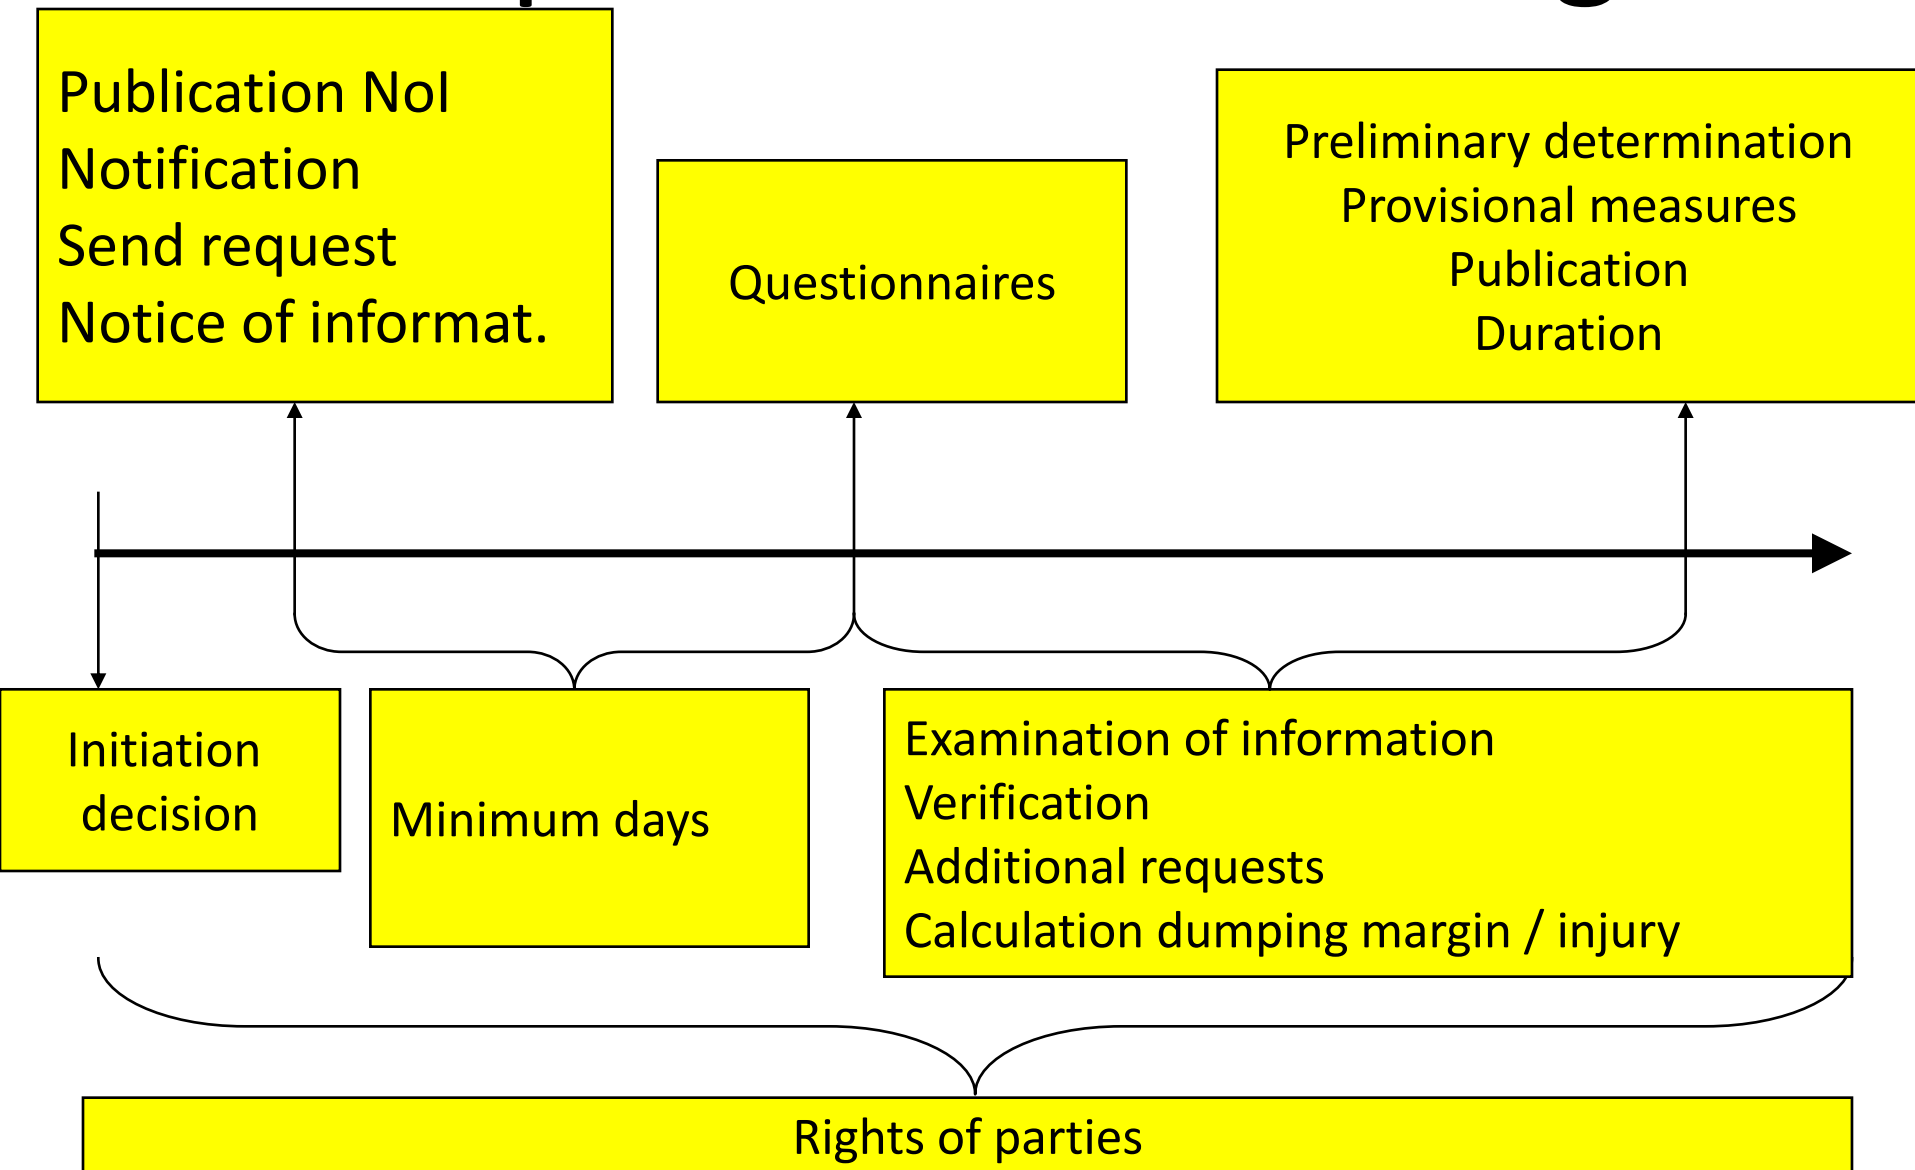 Publication NoI
Notification
Send request
Notice of informat.
Questionnaires
Preliminary determination
Provisional measures
Publication
Duration
Initiation
decision
Minimum days
Examination of information
Verification
Additional requests
Calculation dumping margin / injury
Rights of parties